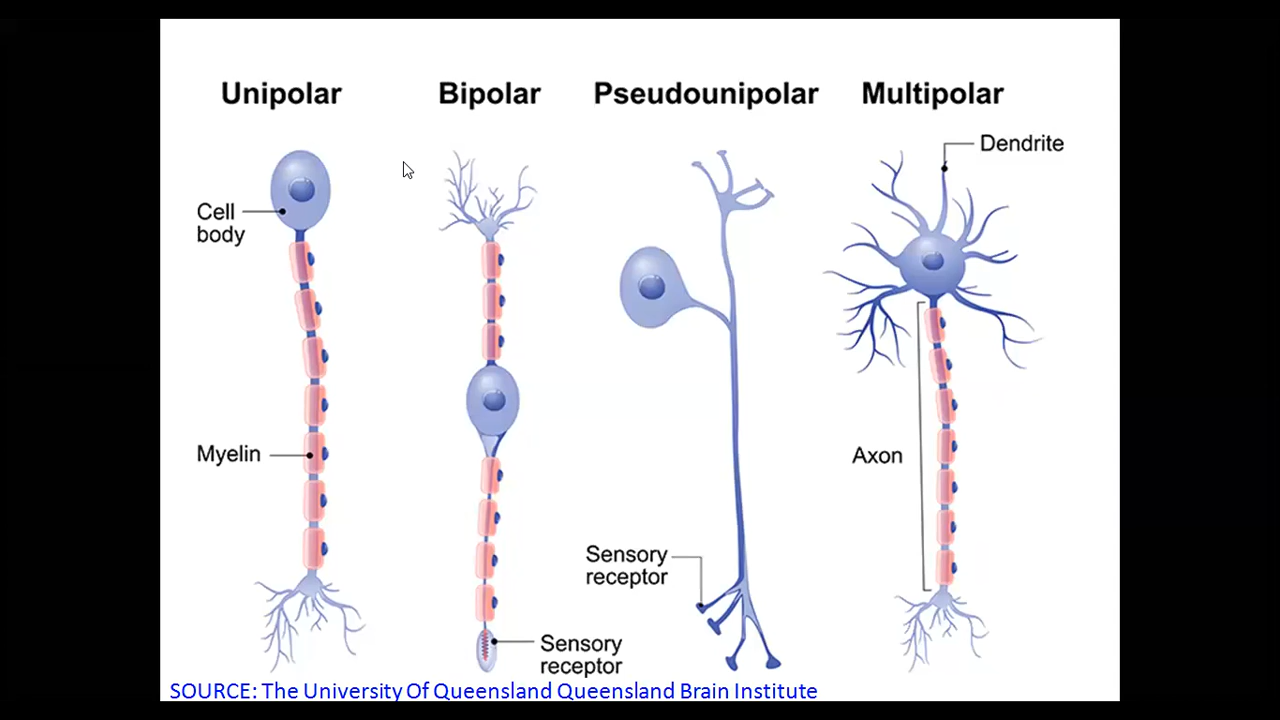 Unipolar
Bipolar
Pseudounipolar
Multipolar
Dendrite
Cell
body
Myelin
Axon
Sensory
receptor
Sensory
receptor
SOURCE: The University Of Queensland Queensland Brain Institute